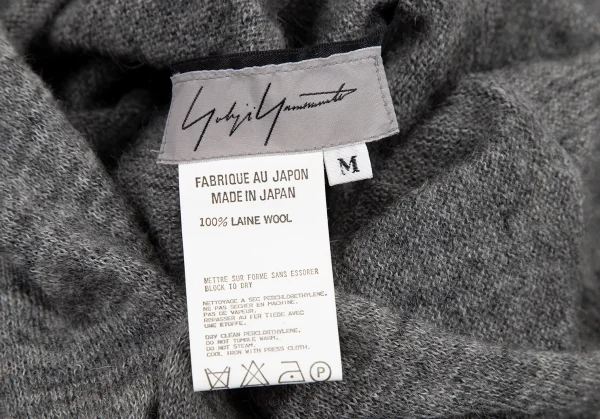 Yohji Yamamoto
M
FABRIQUE AU JAPON
MADE IN JAPAN
100% LAINE WOOL
METTRE SUR FORME SANS ESSORER
BLOCK TO DRY
NETTOYAGE A SEC PERCHLORETHYLENE.
NE PAS SECHER EN MACHINE.
PAS DE VAPEUR.
REPASSER AU FER TIEDE AVEC
UNE ETOFFE.
DRY CLEAN PERCLORTHYLENE.
DO NOT TUMBLE WARM.
DO NOT STEAM.
COOL IRON WITH PRESS CLOTH.
P